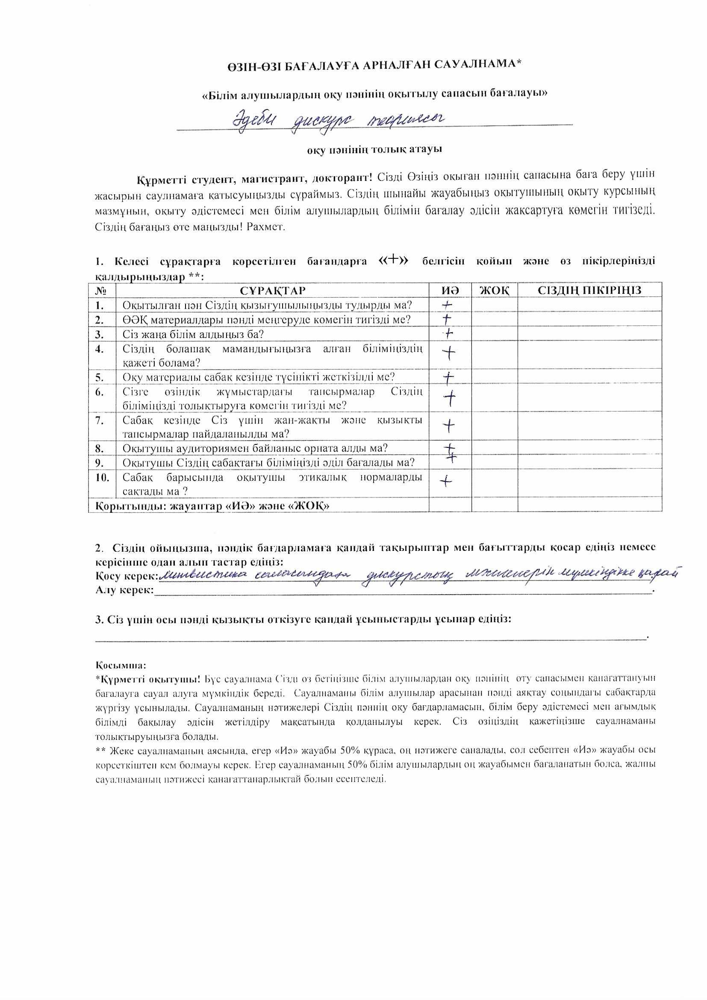 ӨЗІН-ӨЗІ БАҒАЛАУҒА АРНАЛҒАН САУАЛНАМА*
«Білім алушылардың оқу пәнінің оқытылу сапасын бағалауы»
Әдеби дискурс теориясы
оқу пәнінің толық атауы
Құрметті студент, магистрант, докторант! Сізді Өзіңіз оқыған пәннің сапасына баға беру үшін
жасырын саулнамаға қатысуыңызды сұраймыз. Сіздің шынайы жауабыңыз оқытушының оқыту курсының
мазмұнын, оқыту әдістемесі мен білім алушылардың білімін бағалау әдісін жақсартуға көмегін тигізеді.
Сіздің бағаңыз өте маңызды! Рахмет.
1. Келесі сұрақтарға көрсетілген бағандарға «+» белгісін қойып және өз пікірлеріңізді
қалдырыңыздар **:
№ СҰРАҚТАР ИӘ ЖОҚ СІЗДІҢ ПІКІРІҢІЗ
1. Оқытылған пән Сіздің қызығушылыңызды тудырды ма? +
2. ӨӘҚ материалдары пәнді меңгеруде көмегін тигізді ме? +
3. Сіз жаңа білім алдыңыз ба? +
4. Сіздің болашақ мамандығыңызға алған біліміңіздің +
қажеті болама?
5. Оқу материалы сабақ кезінде түсінікті жеткізілді ме? +
6. Сізге өзіндік жұмыстардағы тапсырмалар Сіздің +
біліміңізді толықтыруға көмегін тигізді ме?
7. Сабақ кезінде Сіз үшін жан-жақты және қызықты +
тапсырмалар пайдаланылды ма?
8. Оқытушы аудиториямен байланыс орната алды ма? +
9. Оқытушы Сіздің сабақтағы біліміңізді әділ бағалады ма? +
10. Сабақ барысында оқытушы этикалық нормаларды +
сақтады ма ?
Қорытынды: жауаптар «ИӘ» және «ЖОҚ»
2. Сіздің ойыңызша, пәндік бағдарламаға қандай тақырыптар мен бағыттарды қосар едіңіз немесе
керісінше одан алып тастар едіңіз:
Қосу керек: лингвистика саласындағы дискурстың мәселелерін мүмкіндікке қарай
Алу керек: .
3. Сіз үшін осы пәнді қызықты өткізуге қандай ұсыныстарды ұсынар едіңіз:
.
Қосымша:
*Құрметті оқытушы! Бұс сауалнама Сізді өз бетіңізше білім алушылардан оқу пәнінің өту сапасымен қанағаттануын
бағалауға сауал алуға мүмкіндік береді. Сауалнаманы білім алушылар арасынан пәнді аяқтау соңындағы сабақтарда
жүргізу ұсынылады. Сауалнаманың нәтижелері Сіздің пәннің оқу бағдарламасын, білім беру әдістемесі мен ағымдық
білімді бақылау әдісін жетілдіру мақсатында қолданылуы керек. Сіз өзіңіздің қажетіңізше сауалнаманы
толықтыруыңызға болады.
** Жеке сауалнаманың аясында, егер «Иә» жауабы 50% құраса, оң нәтижеге саналады, сол себептен «Иә» жауабы осы
көрсеткіштен кем болмауы керек. Егер сауалнаманың 50% білім алушылардың оң жауабымен бағаланатын болса, жалпы
сауалнаманың нәтижесі қанағаттанарлықтай болып есептеледі.